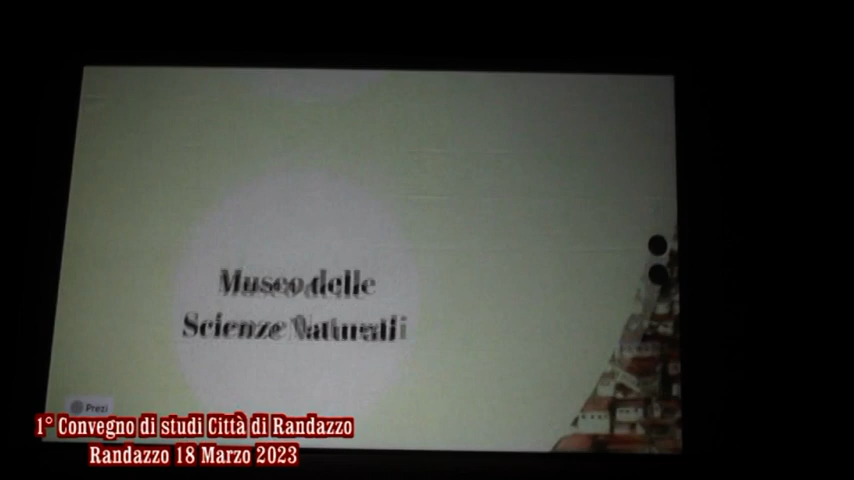 Museo delle
Scienze Naturali
Prezi
1° Convegno di studi Città di Randazzo
Randazzo 18 Marzo 2023